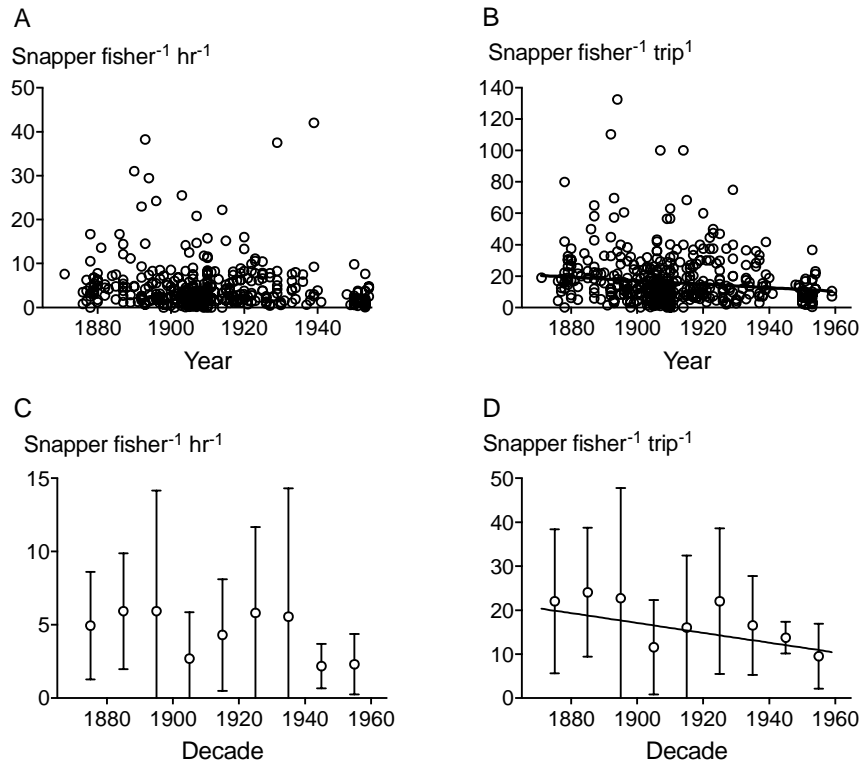 A
Snapper fisher⁻¹ hr⁻¹
50
40
30
20
10
0
1880 1900 1920 1940
Year
B
Snapper fisher⁻¹ trip¹
140
120
100
80
60
40
20
0
1880 1900 1920 1940 1960
Year
C
Snapper fisher⁻¹ hr⁻¹
15
10
5
0
1880 1900 1920 1940 1960
Decade
D
Snapper fisher⁻¹ trip⁻¹
50
40
30
20
10
0
1880 1900 1920 1940 1960
Decade